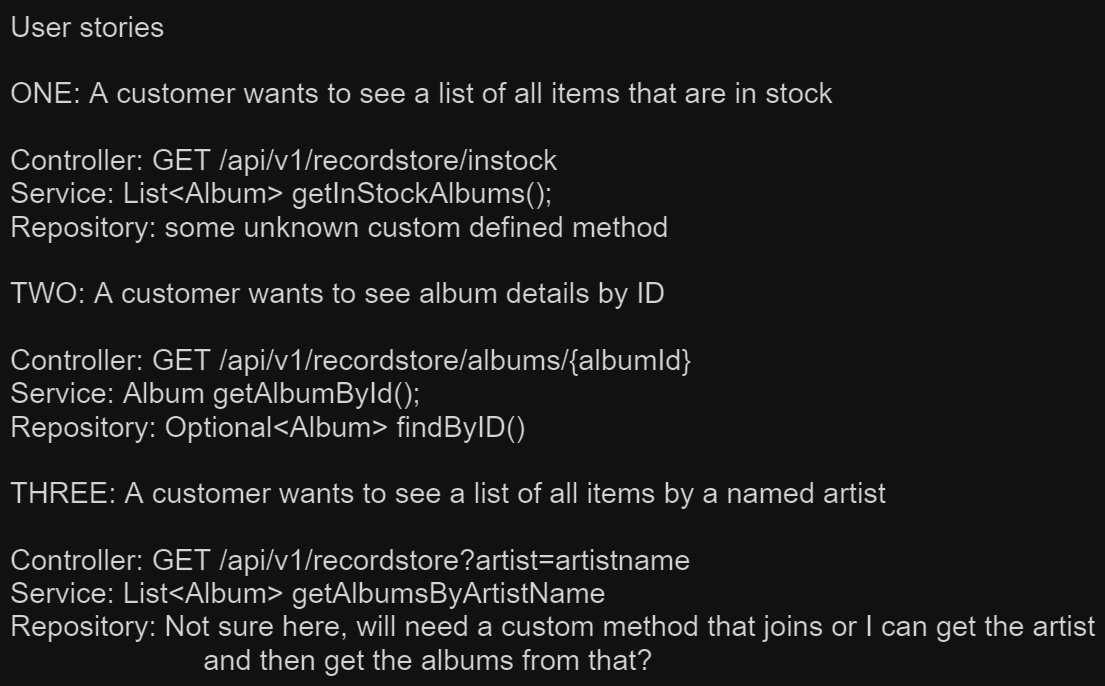 User stories
ONE: A customer wants to see a list of all items that are in stock
Controller: GET /api/v1/recordstore/instock
Service: List<Album> getInStockAlbums();
Repository: some unknown custom defined method
TWO: A customer wants to see album details by ID
Controller: GET /api/v1/recordstore/albums/{albumId}
Service: Album getAlbumById();
Repository: Optional<Album> findByID()
THREE: A customer wants to see a list of all items by a named artist
Controller: GET /api/v1/recordstore?artist=artistname
Service: List<Album> getAlbumsByArtistName
Repository: Not sure here, will need a custom method that joins or I can get the artist
and then get the albums from that?